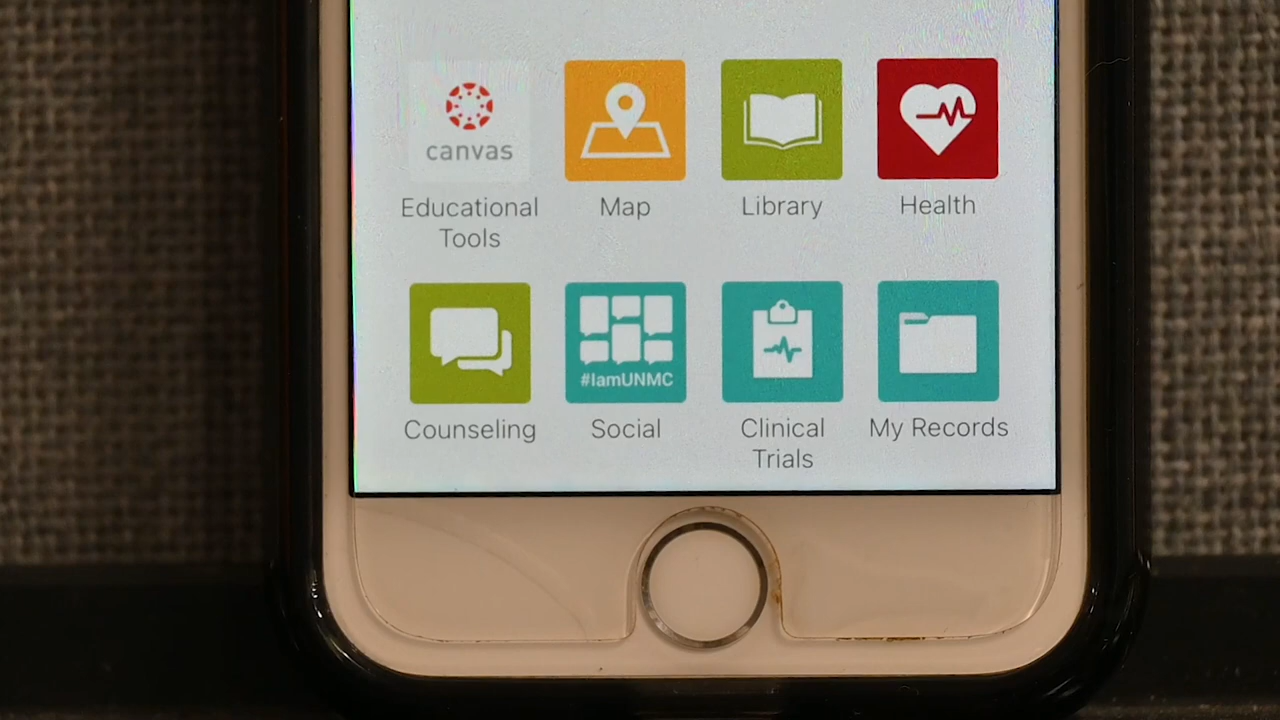 canvas
Educational
Tools
Map
Library
Health
#IamUNMC
Counseling
Social
Clinical
Trials
My Records